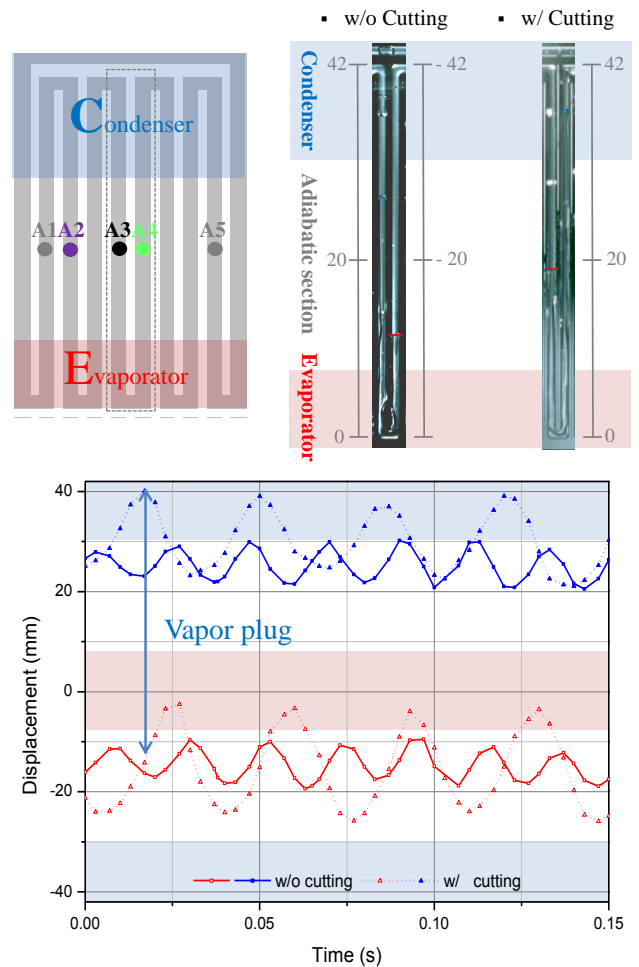 ▪ w/o Cutting
▪ w/ Cutting
Condenser
A1 A2 A3 A4 A5
Evaporator
Condenser
Adiabatic section
Evaporator
42 - 42 42
20 - 20 20
0 0 0
Vapor plug
Displacement (mm)
40
20
0
-20
-40
w/o cutting w/ cutting
0.00 0.05 0.10 0.15
Time (s)